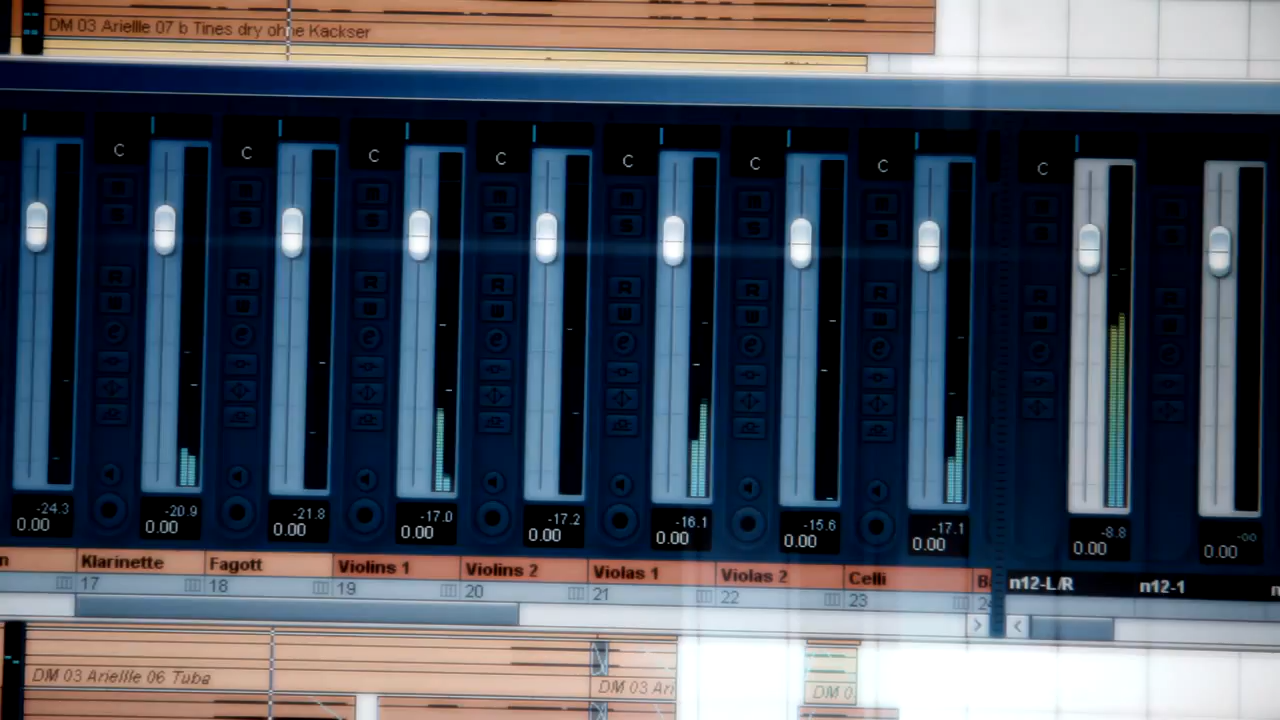 DM 03 Ariellle 07 b Tines dry ohne Kackser
C C C C C C C C
R R R R R R R
-24.3 -20.9 -21.8 -17.0 -17.2 -16.1 -15.6 -17.1 -8.8 -oo
0.00 0.00 0.00 0.00 0.00 0.00 0.00 0.00 0.00 0.00
n Klarinette Fagott Violins 1 Violins 2 Violas 1 Violas 2 Celli n12-L/R n12-1
17 18 19 20 21 22 23
DM 03 Ariellle 06 Tuba DM 03 Ari DM 0